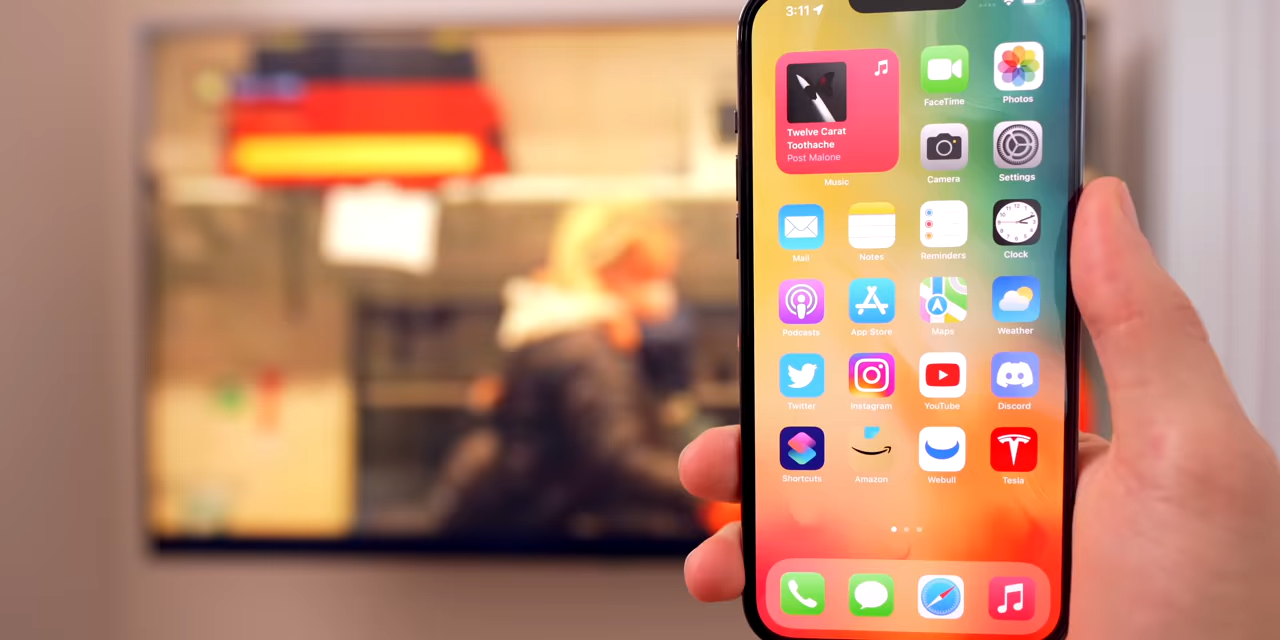 3:11
Twelve Carat
Toothache
Post Malone
Music
FaceTime
Photos
Camera
Settings
Mail
Notes
Reminders
Clock
Podcasts
App Store
Maps
Weather
Twitter
Instagram
YouTube
Discord
Shortcuts
Amazon
Webull
Tesla